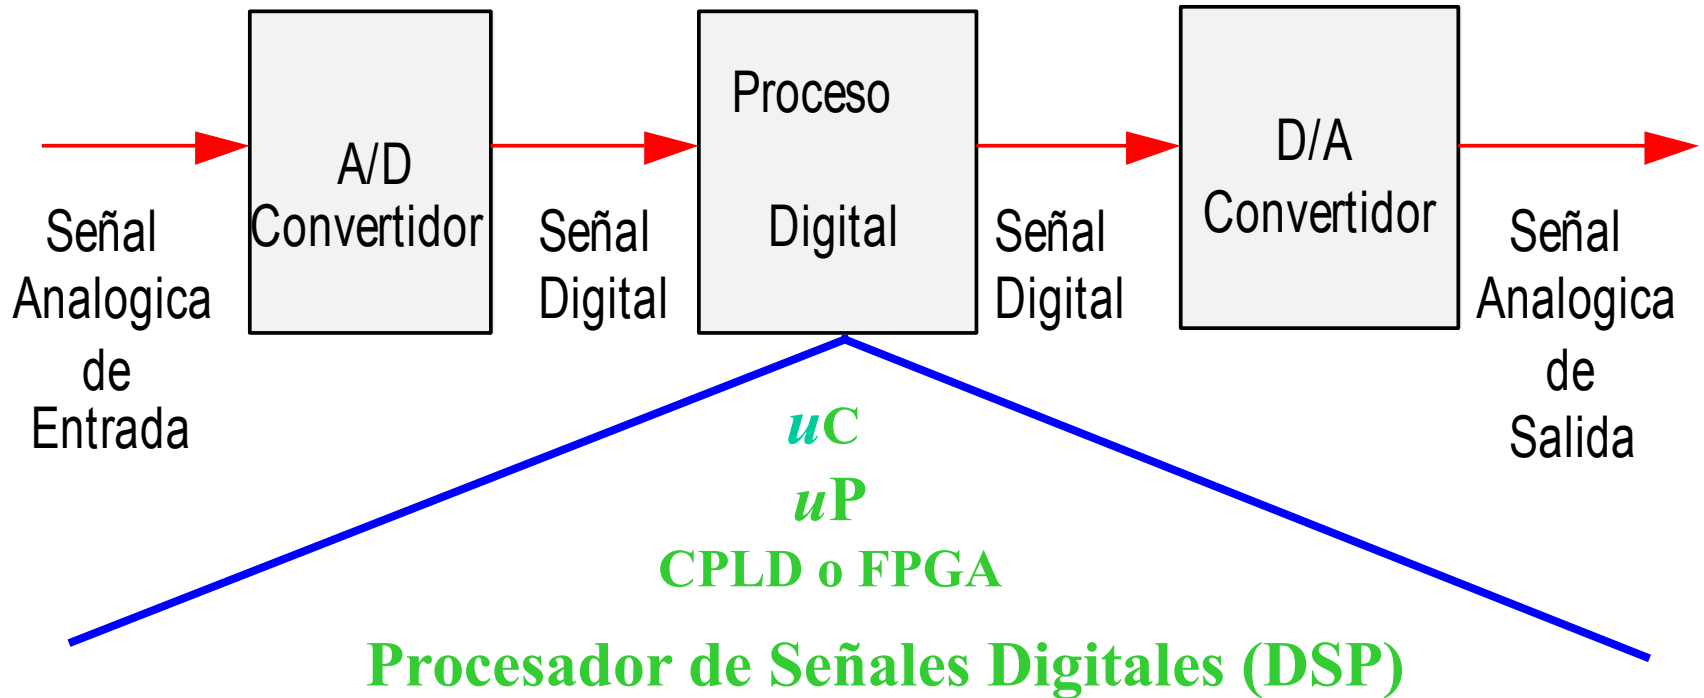 Señal
Analogica
de
Entrada
A/D
Convertidor
Señal
Digital
Proceso
Digital
Señal
Digital
D/A
Convertidor
Señal
Analogica
de
Salida
uC
uP
CPLD o FPGA
Procesador de Señales Digitales (DSP)